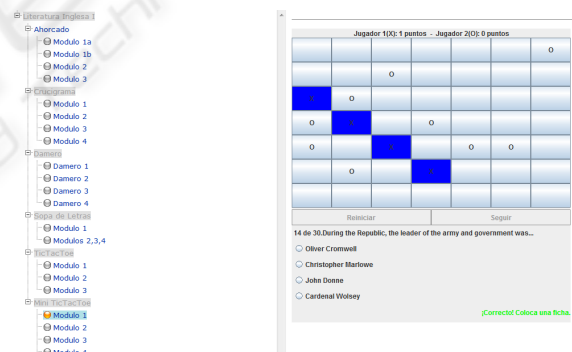 Literatura Inglesa I
Ahorcado
Modulo 1a
Modulo 1b
Modulo 2
Modulo 3
Crucigrama
Modulo 1
Modulo 2
Modulo 3
Modulo 4
Damero
Damero 1
Damero 2
Damero 3
Damero 4
Sopa de Letras
Modulo 1
Modulos 2,3,4
TicTacToe
Modulo 1
Modulo 2
Modulo 3
Mini TicTacToe
Modulo 1
Modulo 2
Modulo 3
Modulo 4
Jugador 1(X): 1 puntos - Jugador 2(O): 0 puntos
O
O
X O
O X O
O X O O
O X
Reiniciar Seguir
14 de 30.During the Republic, the leader of the army and government was...
Oliver Cromwell
Christopher Marlowe
John Donne
Cardenal Wolsey
¡Correcto! Coloca una ficha.